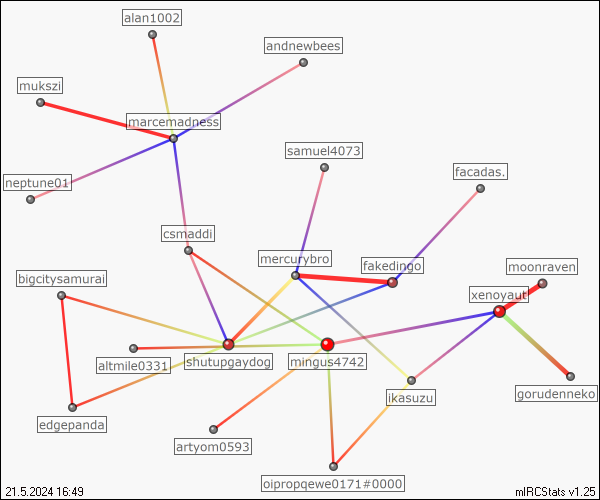 alan1002
andnewbees
mukszi
marcemadness
samuel4073
facadas.
neptune01
csmaddi
mercurybro
fakedingo
moonraven
bigcitysamurai
xenoyaut
altmile0331
shutupgaydog
mingus4742
gorudenneko
ikasuzu
edgepanda
artyom0593
oipropqewe0171#0000
21.5.2024 16:49
mIRCStats v1.25